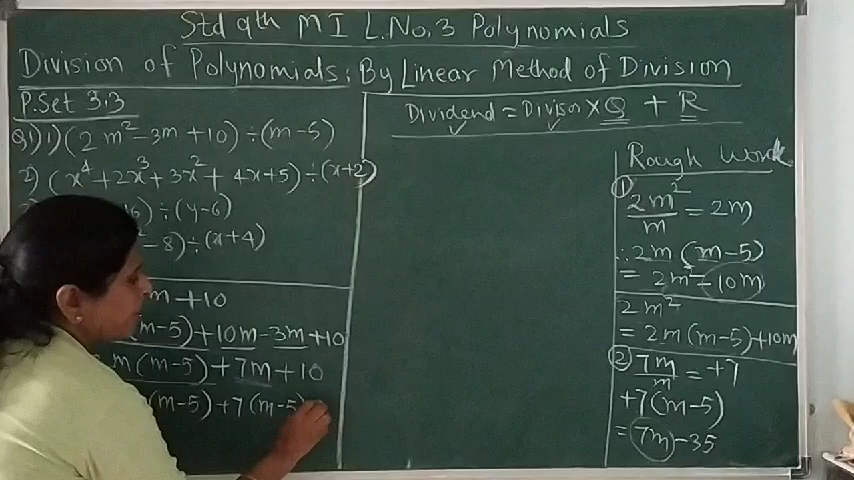 Std 9th M I L.No.3 Polynomials
Division of Polynomials : By Linear Method of Division
P.Set 3.3
Q1) 1) (2m² - 3m + 10) ÷ (m - 5)
2) (x⁴ + 2x³ + 3x² + 4x + 5) ÷ (x + 2)
÷ (y - 6)
- 8) ÷ (x + 4)
m + 10
(m - 5) + 10m - 3m + 10
m(m - 5) + 7m + 10
(m - 5) + 7(m - 5)
Dividend = Divisor × Q + R
Rough Work
① 2m²/m = 2m
∴ 2m (m - 5)
= 2m² - 10m
2m²
= 2m(m - 5) + 10m
② 7m/m = +7
+7(m - 5)
= 7m - 35